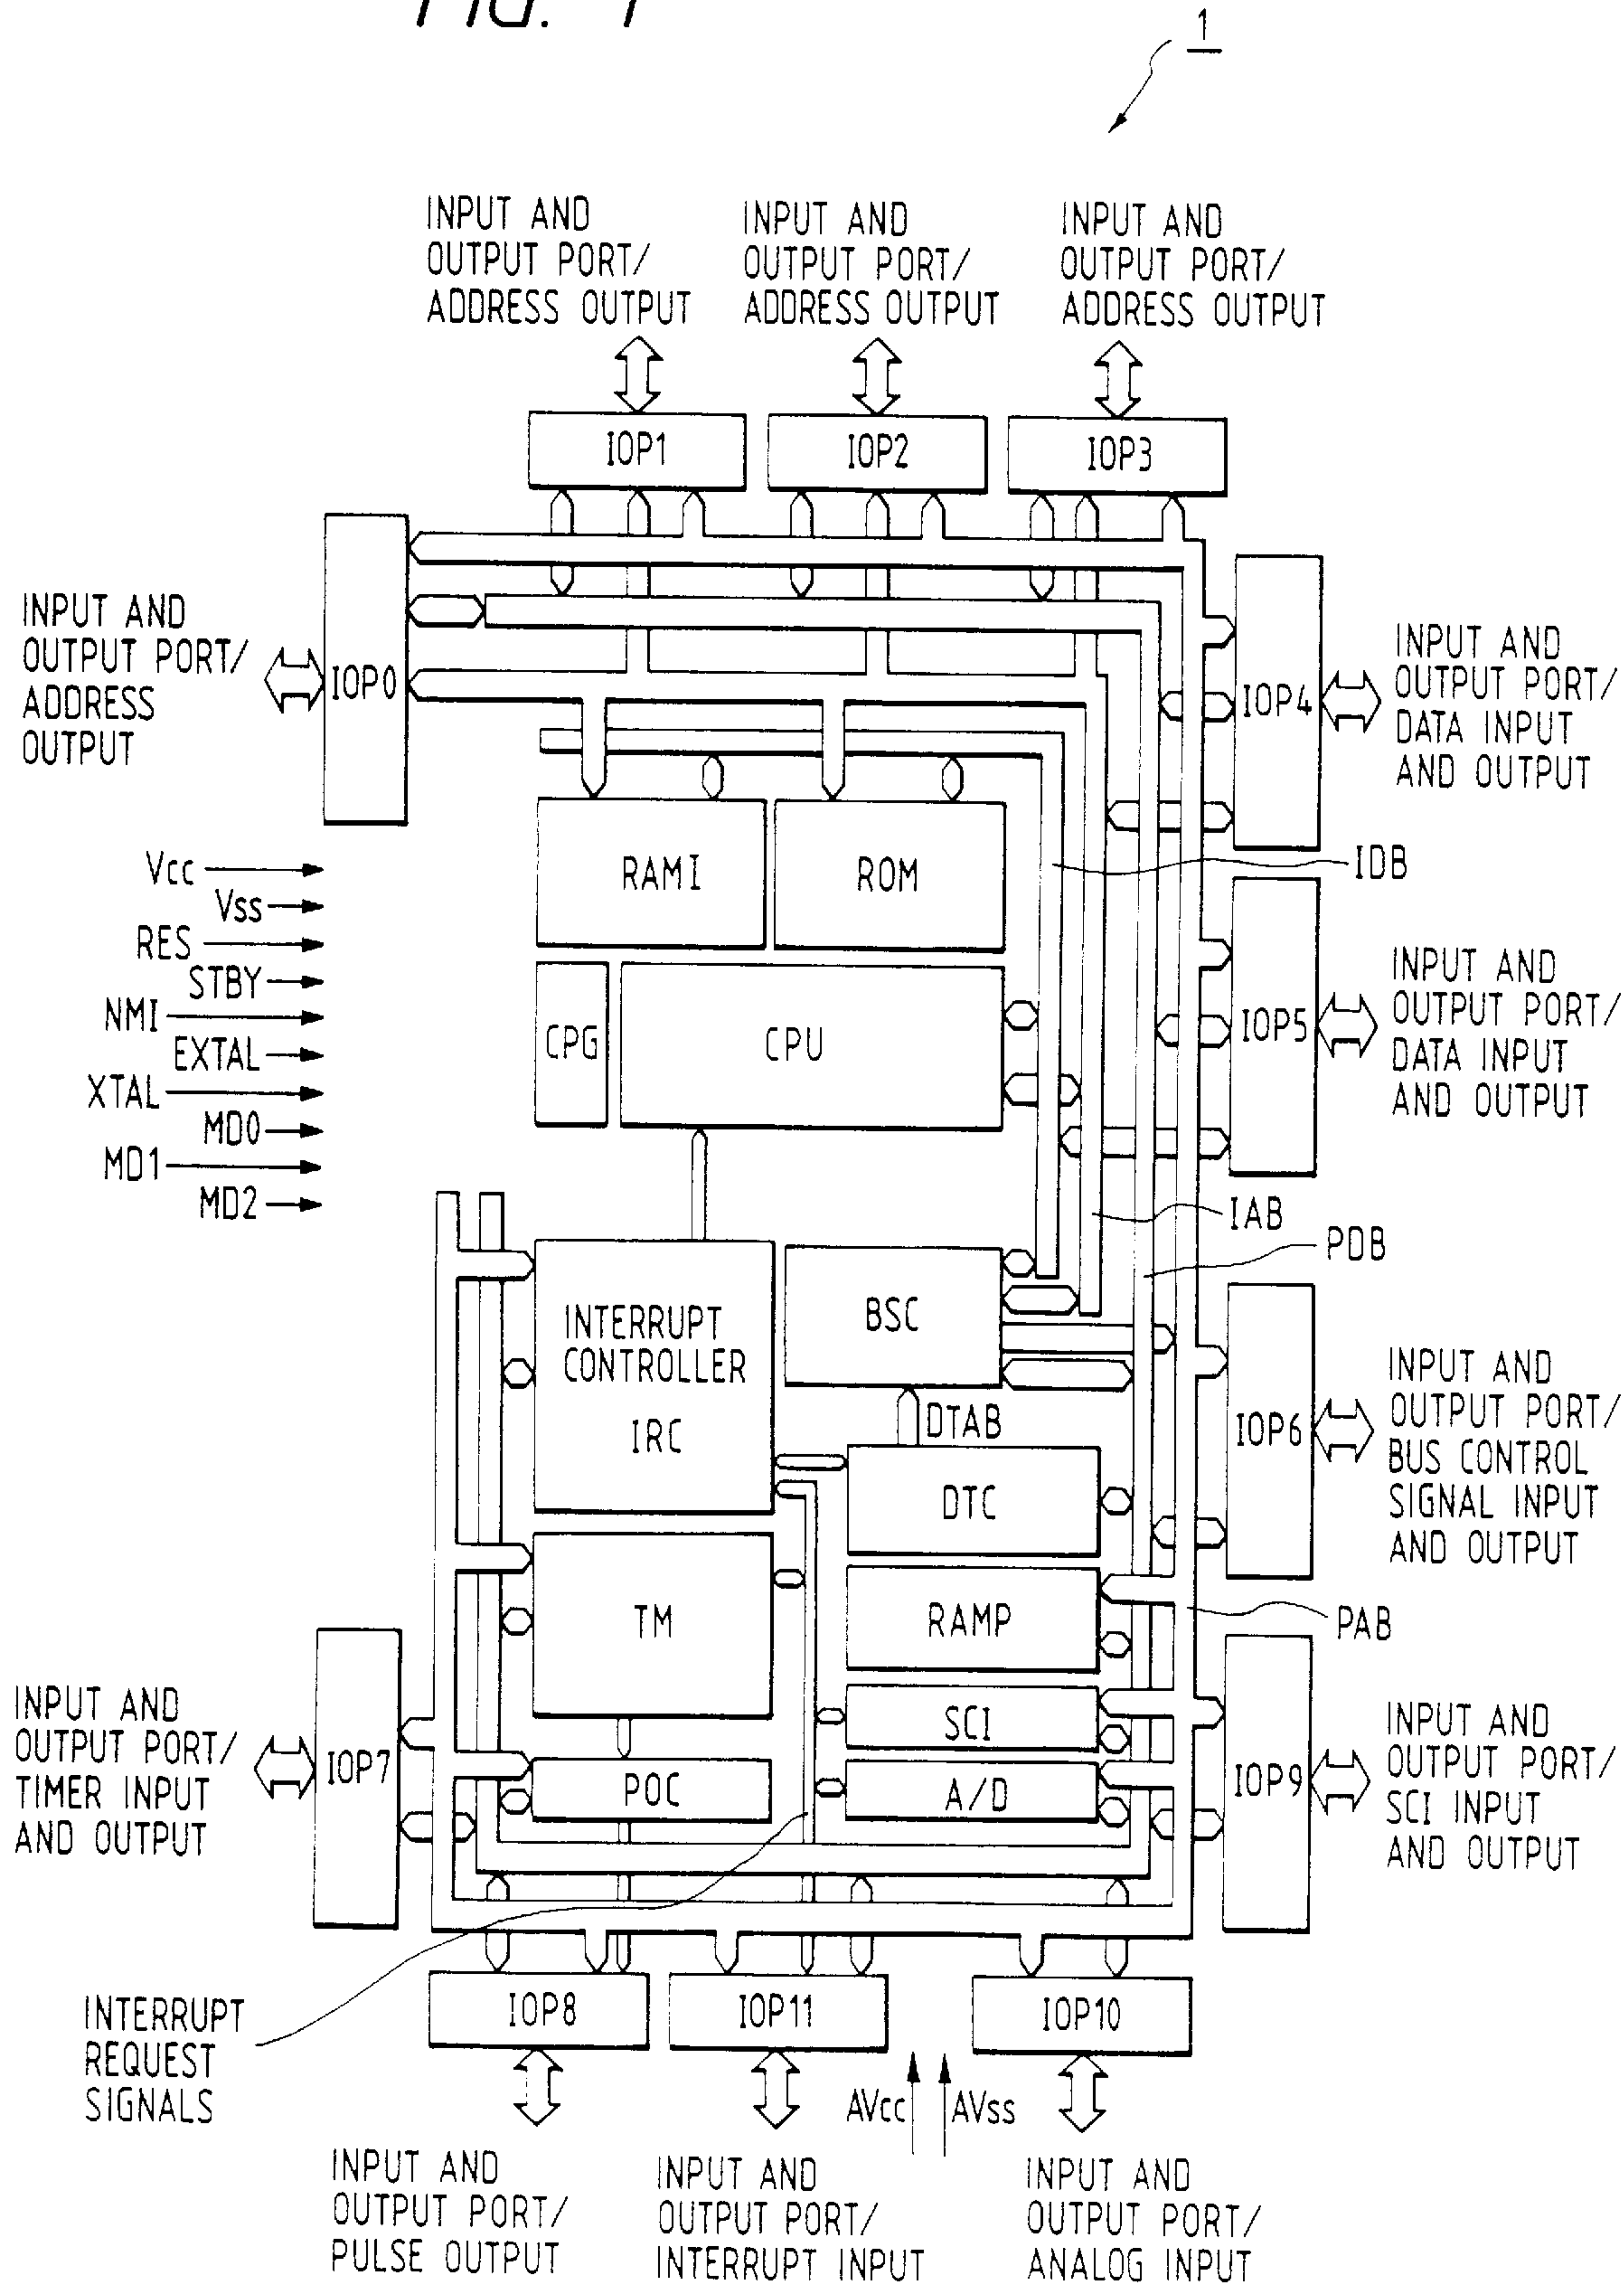 FIG. 1
1
INPUT AND
OUTPUT PORT/
ADDRESS OUTPUT
INPUT AND
OUTPUT PORT/
ADDRESS OUTPUT
INPUT AND
OUTPUT PORT/
ADDRESS OUTPUT
IOP1
IOP2
IOP3
INPUT AND
OUTPUT PORT/
ADDRESS
OUTPUT
IOP0
IOP4
INPUT AND
OUTPUT PORT/
DATA INPUT
AND OUTPUT
RAMI
ROM
IDB
Vcc
Vss
RES
STBY
NMI
EXTAL
XTAL
MD0
MD1
MD2
CPG
CPU
IOP5
INPUT AND
OUTPUT PORT/
DATA INPUT
AND OUTPUT
IAB
PDB
INTERRUPT
CONTROLLER
IRC
BSC
DTAB
IOP6
INPUT AND
OUTPUT PORT/
BUS CONTROL
SIGNAL INPUT
AND OUTPUT
DTC
TM
RAMP
PAB
INPUT AND
OUTPUT PORT/
TIMER INPUT
AND OUTPUT
IOP7
POC
SCI
A/D
IOP9
INPUT AND
OUTPUT PORT/
SCI INPUT
AND OUTPUT
INTERRUPT
REQUEST
SIGNALS
IOP8
IOP11
IOP10
AVcc
AVss
INPUT AND
OUTPUT PORT/
PULSE OUTPUT
INPUT AND
OUTPUT PORT/
INTERRUPT INPUT
INPUT AND
OUTPUT PORT/
ANALOG INPUT